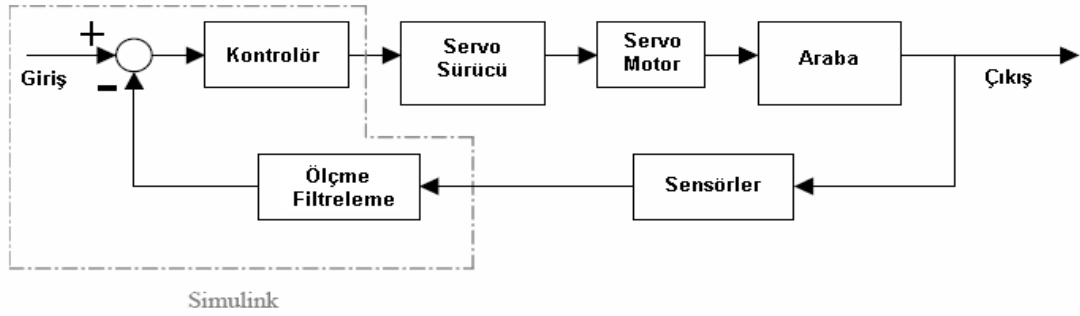 +
Giriş
-
Kontrolör
Servo
Sürücü
Servo
Motor
Araba
Çıkış
Ölçme
Filtreleme
Sensörler
Simulink